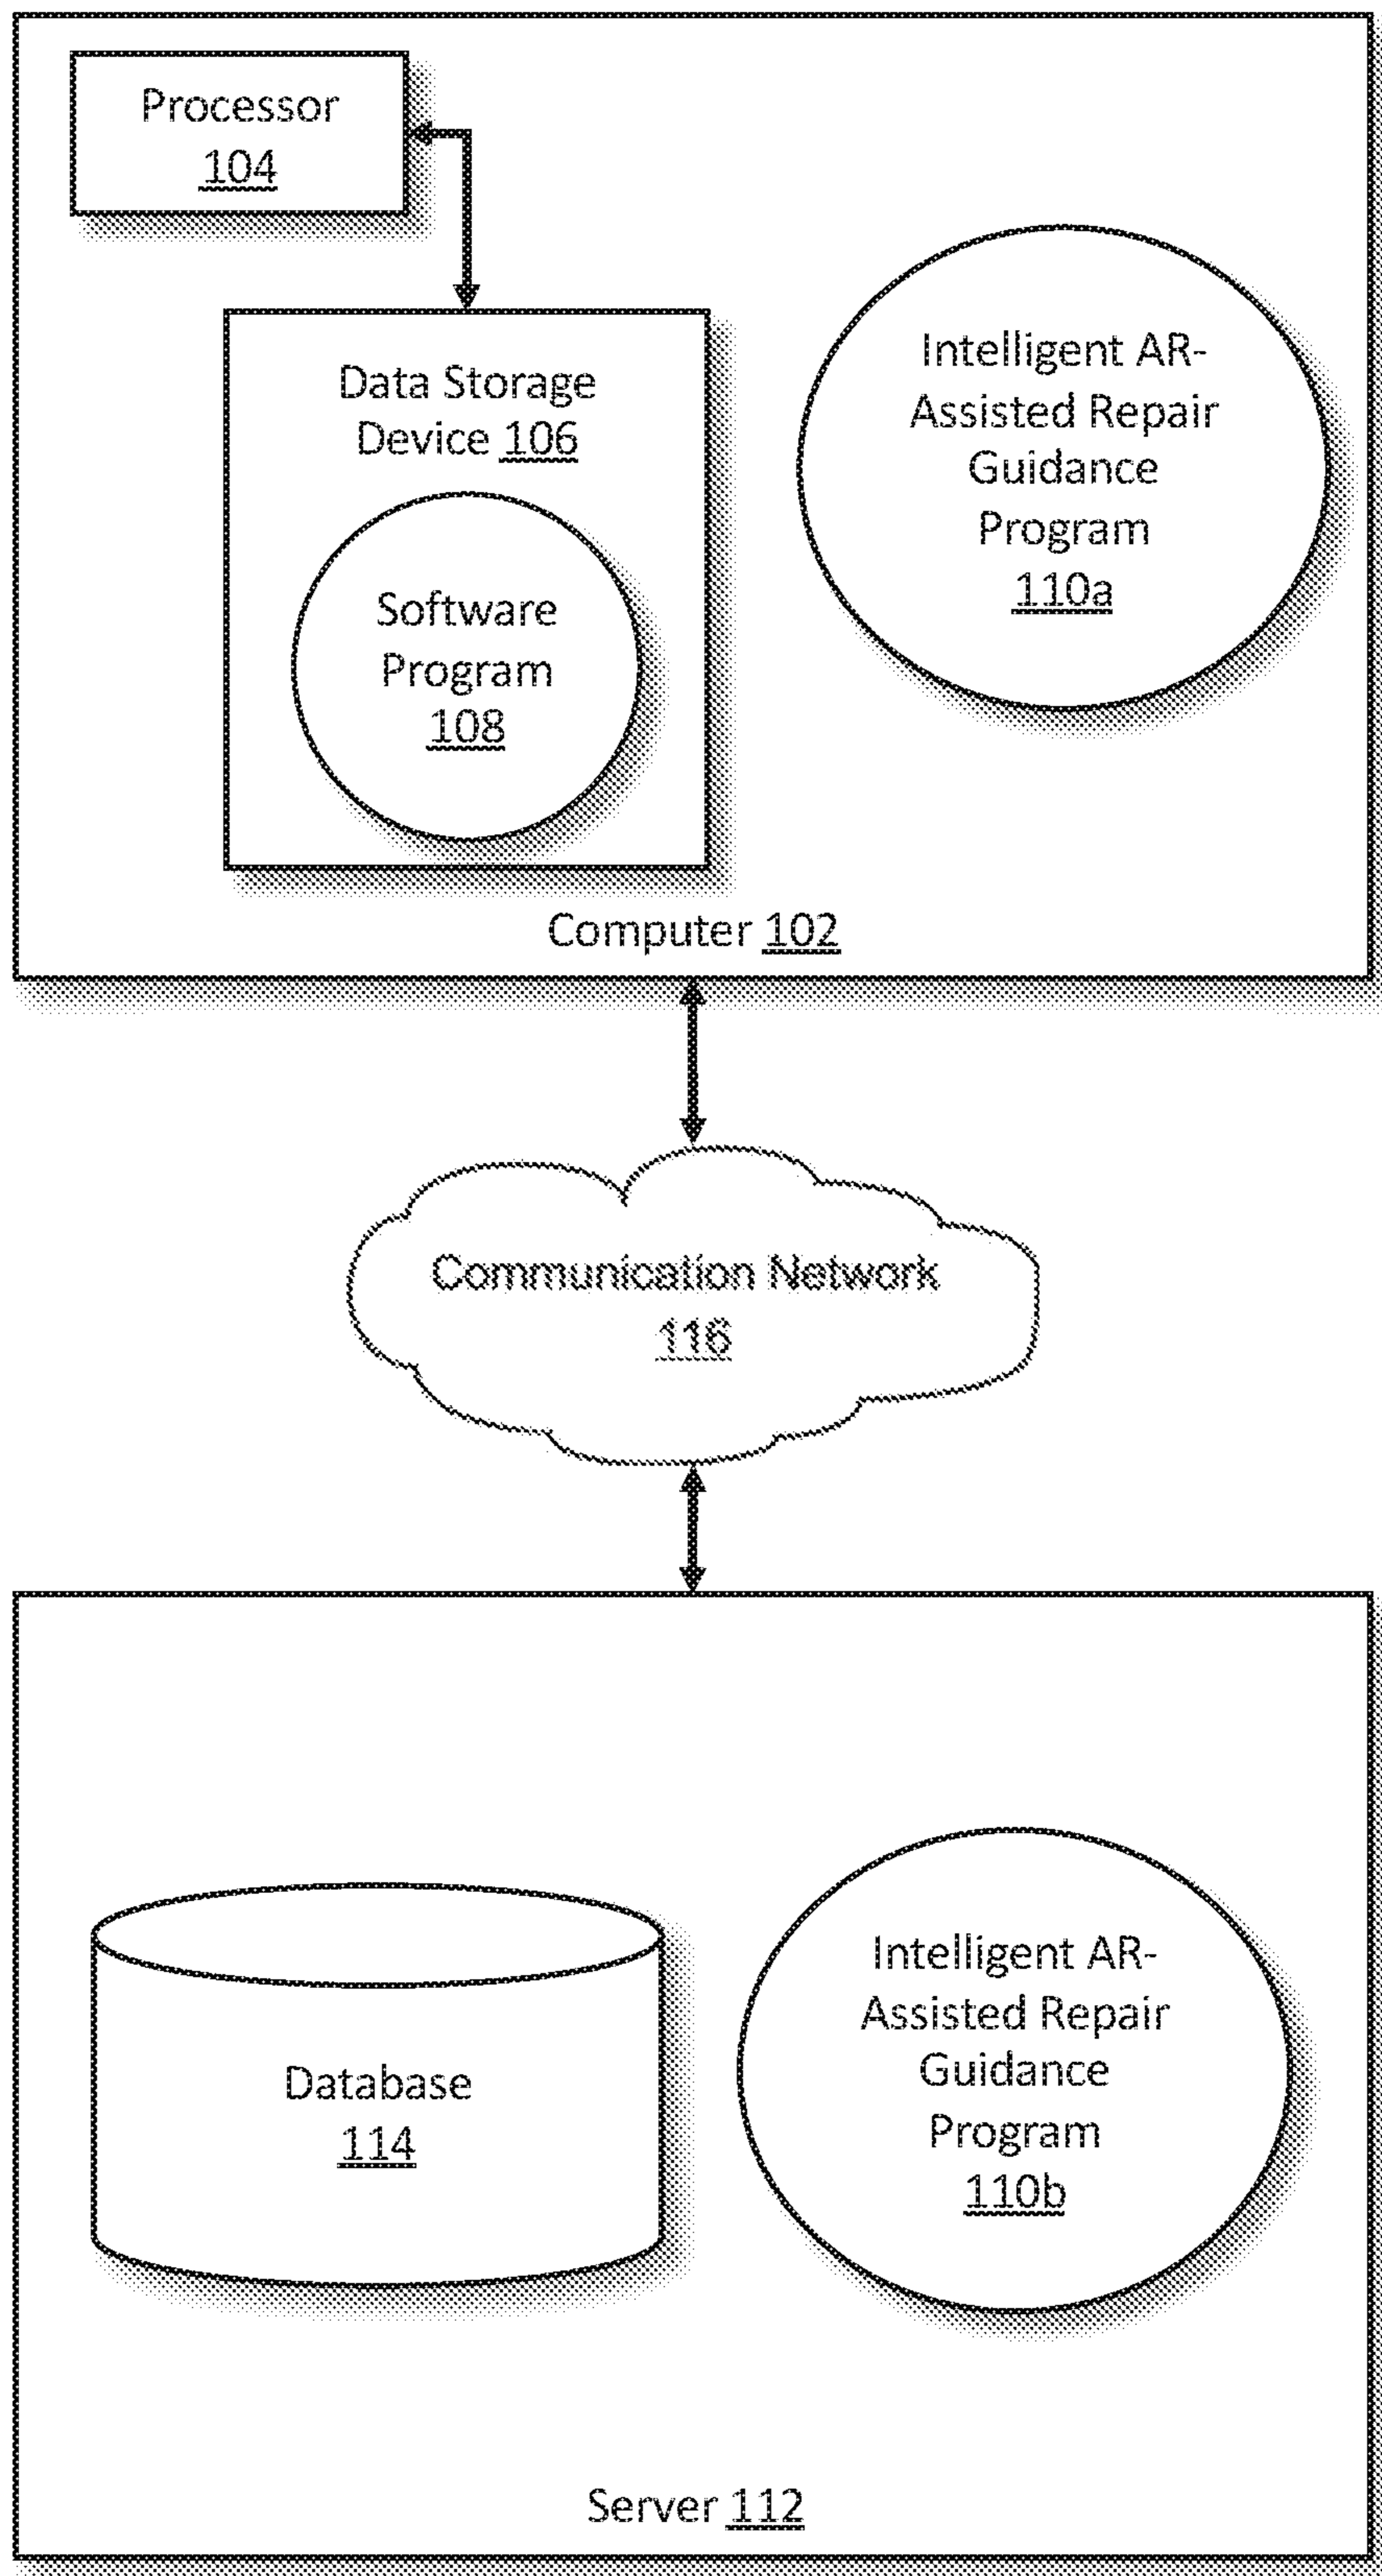 Processor
104
Data Storage
Device 106
Software
Program
108
Intelligent AR-
Assisted Repair
Guidance
Program
110a
Computer 102
Communication Network
116
Database
114
Intelligent AR-
Assisted Repair
Guidance
Program
110b
Server 112